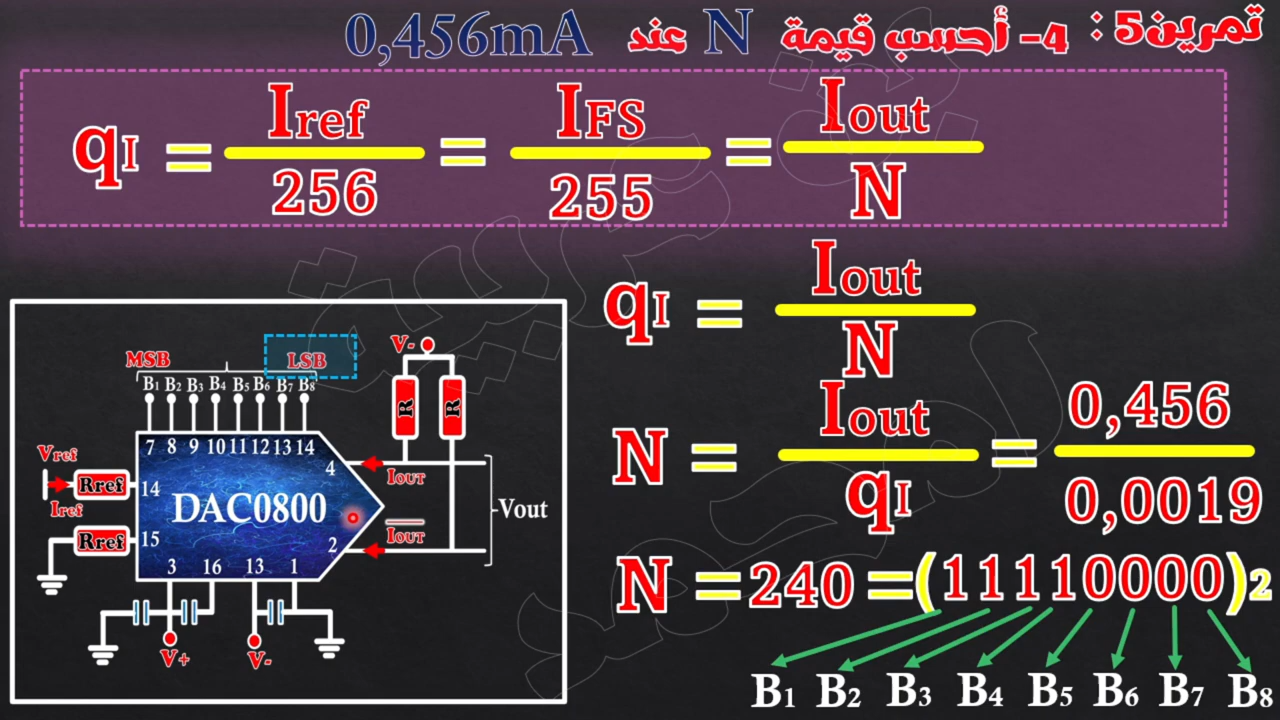 تمرين5 : 4- أحسب قيمة N عند 0,456mA
qI = Iref / 256 = IFS / 255 = Iout / N
qI = Iout / N
N = Iout / qI = 0,456 / 0,0019
N = 240 = (11110000)2
B1 B2 B3 B4 B5 B6 B7 B8
MSB LSB
B1 B2 B3 B4 B5 B6 B7 B8
7 8 9 10 11 12 13 14
V-
R R
Vref
Rref
Iref
14
4
IOUT
DAC0800
Vout
Rref
15
2
IOUT
3 16 13 1
V+ V-